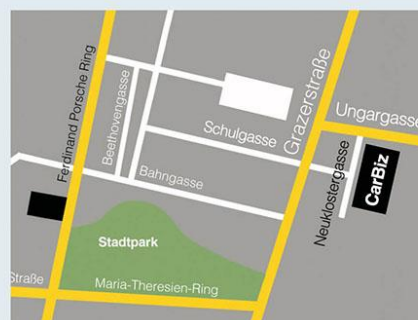 Ferdinand Porsche Ring
Beethovengasse
Grazerstraße
Ungargasse
Schulgasse
Bahngasse
Neuklostergasse
CarBiz
Stadtpark
Straße
Maria-Theresien-Ring